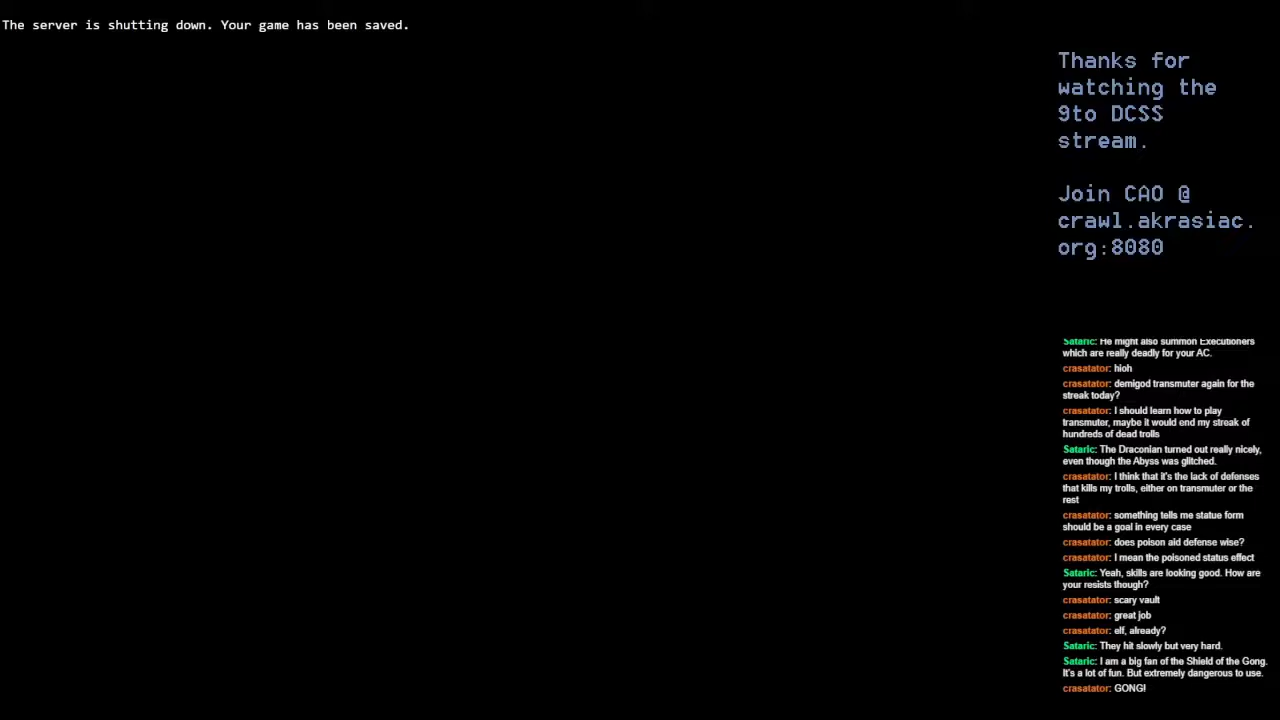 The server is shutting down. Your game has been saved.
Thanks for
watching the
9to DCSS
stream.
Join CAO @
crawl.akrasiac.
org:8080
Sataric: He might also summon Executioners
which are really deadly for your AC.
crasatator: hioh
crasatator: demigod transmuter again for the
streak today?
crasatator: I should learn how to play
transmuter, maybe it would end my streak of
hundreds of dead trolls
Sataric: The Draconian turned out really nicely,
even though the Abyss was glitched.
crasatator: I think that it's the lack of defenses
that kills my trolls, either on transmuter or the
rest
crasatator: something tells me statue form
should be a goal in every case
crasatator: does poison aid defense wise?
crasatator: I mean the poisoned status effect
Sataric: Yeah, skills are looking good. How are
your resists though?
crasatator: scary vault
crasatator: great job
crasatator: elf, already?
Sataric: They hit slowly but very hard.
Sataric: I am a big fan of the Shield of the Gong.
It's a lot of fun. But extremely dangerous to use.
crasatator: GONG!